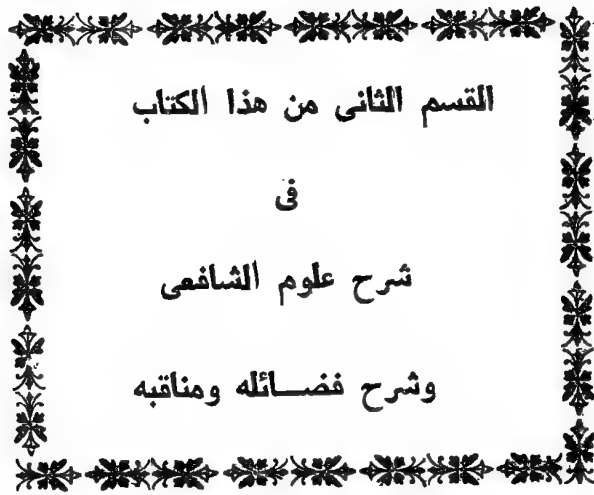 القسم الثانى من هذا الكتاب
فى
شرح علوم الشافعى
وشرح فضـــائله ومناقبه